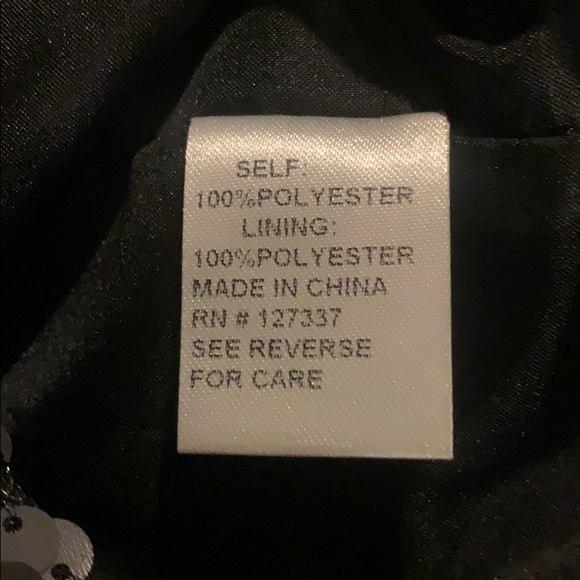 SELF:
100%POLYESTER
LINING:
100%POLYESTER
MADE IN CHINA
RN # 127337
SEE REVERSE
FOR CARE